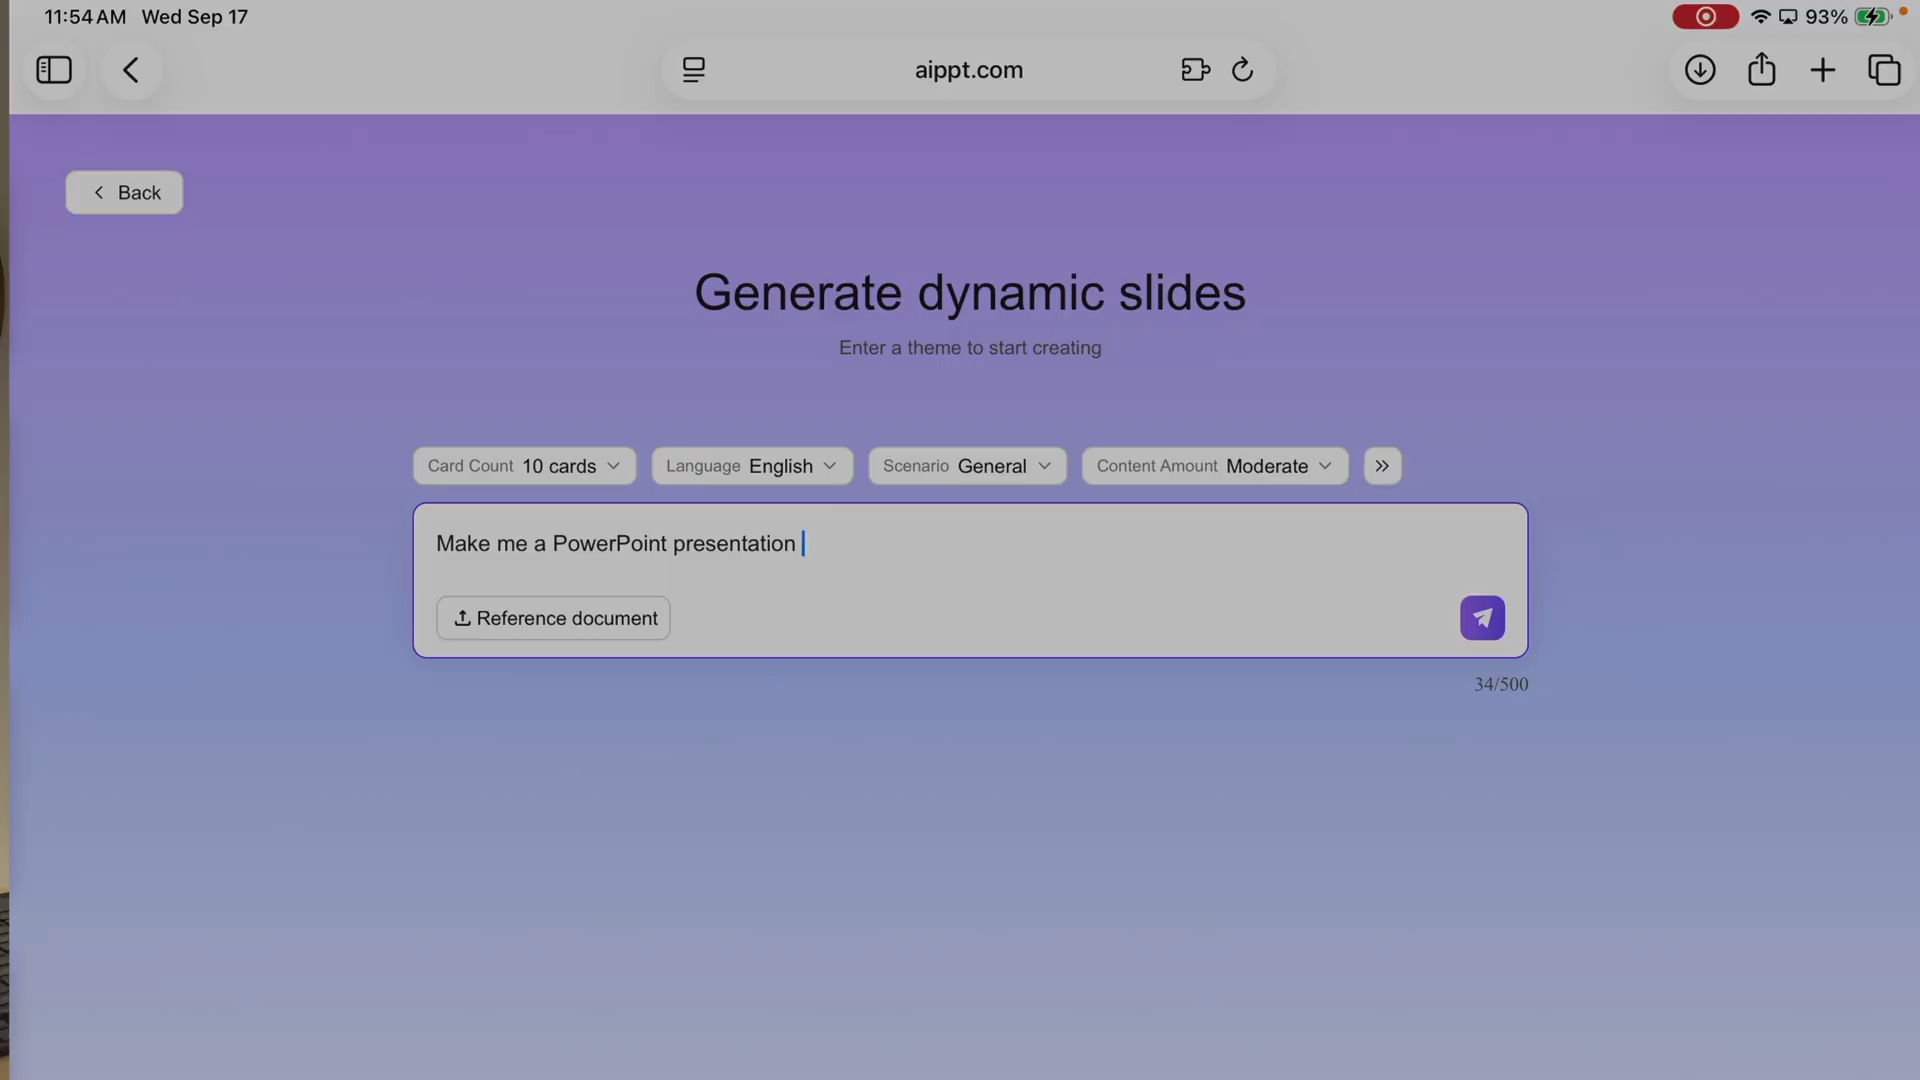 11:54 AM Wed Sep 17
93%
aippt.com
Back
Generate dynamic slides
Enter a theme to start creating
Card Count 10 cards
Language English
Scenario General
Content Amount Moderate
Make me a PowerPoint presentation
Reference document
34/500